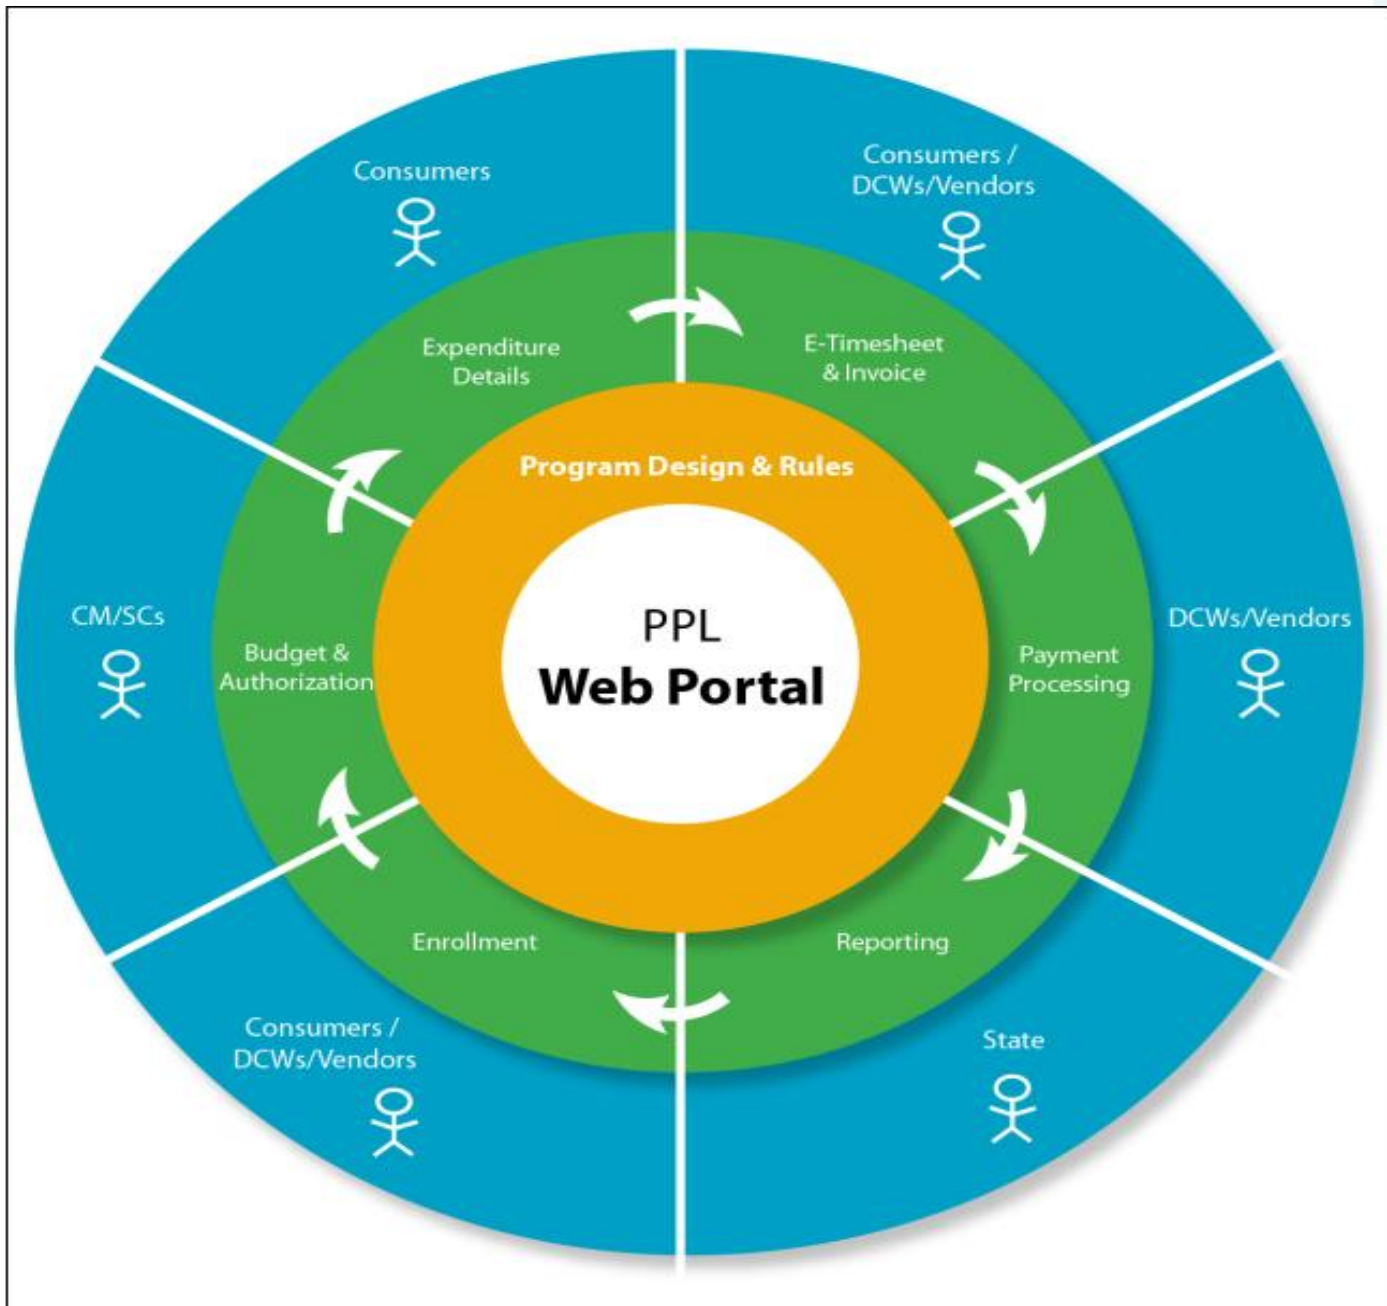 Consumers
Consumers /
DCWs/Vendors
Expenditure
Details
E-Timesheet
& Invoice
Program Design & Rules
CM/SCs
Budget &
Authorization
PPL
Web Portal
Payment
Processing
DCWs/Vendors
Enrollment
Reporting
Consumers /
DCWs/Vendors
State